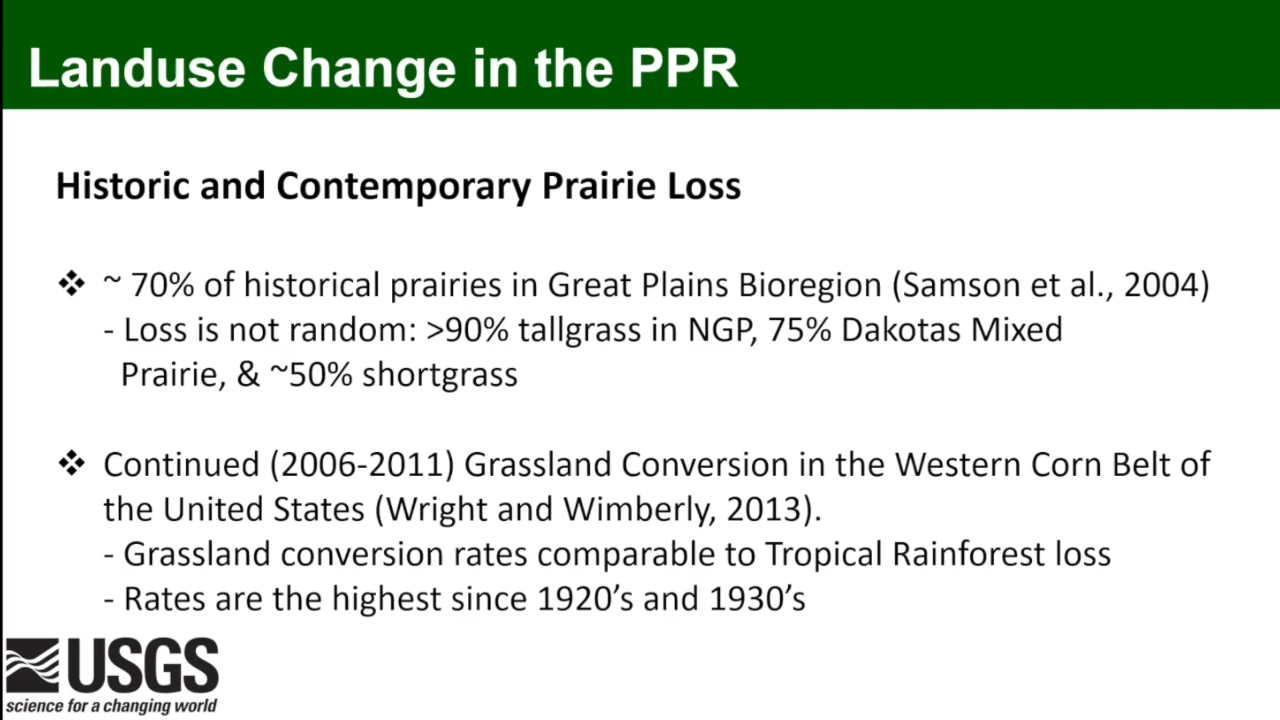 Landuse Change in the PPR
Historic and Contemporary Prairie Loss
❖ ~ 70% of historical prairies in Great Plains Bioregion (Samson et al., 2004)
- Loss is not random: >90% tallgrass in NGP, 75% Dakotas Mixed
Prairie, & ~50% shortgrass
❖ Continued (2006-2011) Grassland Conversion in the Western Corn Belt of
the United States (Wright and Wimberly, 2013).
- Grassland conversion rates comparable to Tropical Rainforest loss
- Rates are the highest since 1920’s and 1930’s
USGS
science for a changing world